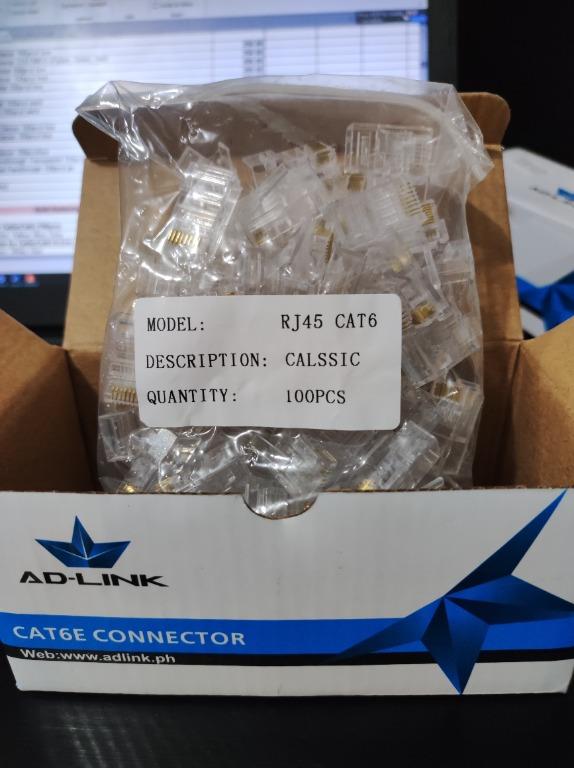 MODEL: RJ45 CAT6
DESCRIPTION: CALSSIC
QUANTITY: 100PCS
AD-LINK
CAT6E CONNECTOR
Web:www.adlink.ph